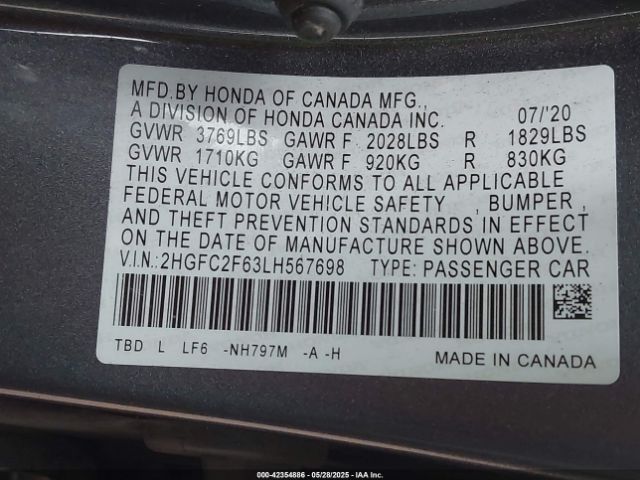 MFD.BY HONDA OF CANADA MFG.,
A DIVISION OF HONDA CANADA INC. 07/'20
GVWR 3769LBS GAWR F 2028LBS R 1829LBS
GVWR 1710KG GAWR F 920KG R 830KG
THIS VEHICLE CONFORMS TO ALL APPLICABLE
FEDERAL MOTOR VEHICLE SAFETY , BUMPER ,
AND THEFT PREVENTION STANDARDS IN EFFECT
ON THE DATE OF MANUFACTURE SHOWN ABOVE.
V.I.N.:2HGFC2F63LH567698 TYPE: PASSENGER CAR
TBD L LF6 -NH797M -A -H MADE IN CANADA
000-42354886 - 05/28/2025 - IAA Inc.